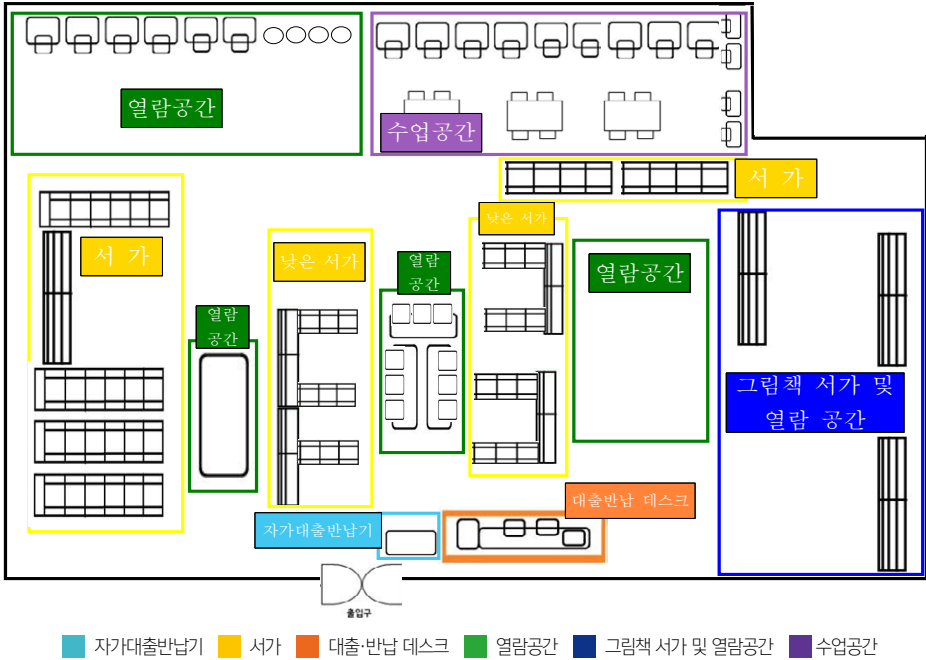 열람공간
수업공간
서 가
낮은 서가
서 가
낮은 서가
열람
공간
열람공간
열람
공간
그림책 서가 및
열람 공간
대출반납 데스크
자가대출반납기
출입구
자가대출반납기 서가 대출·반납 데스크 열람공간 그림책 서가 및 열람공간 수업공간